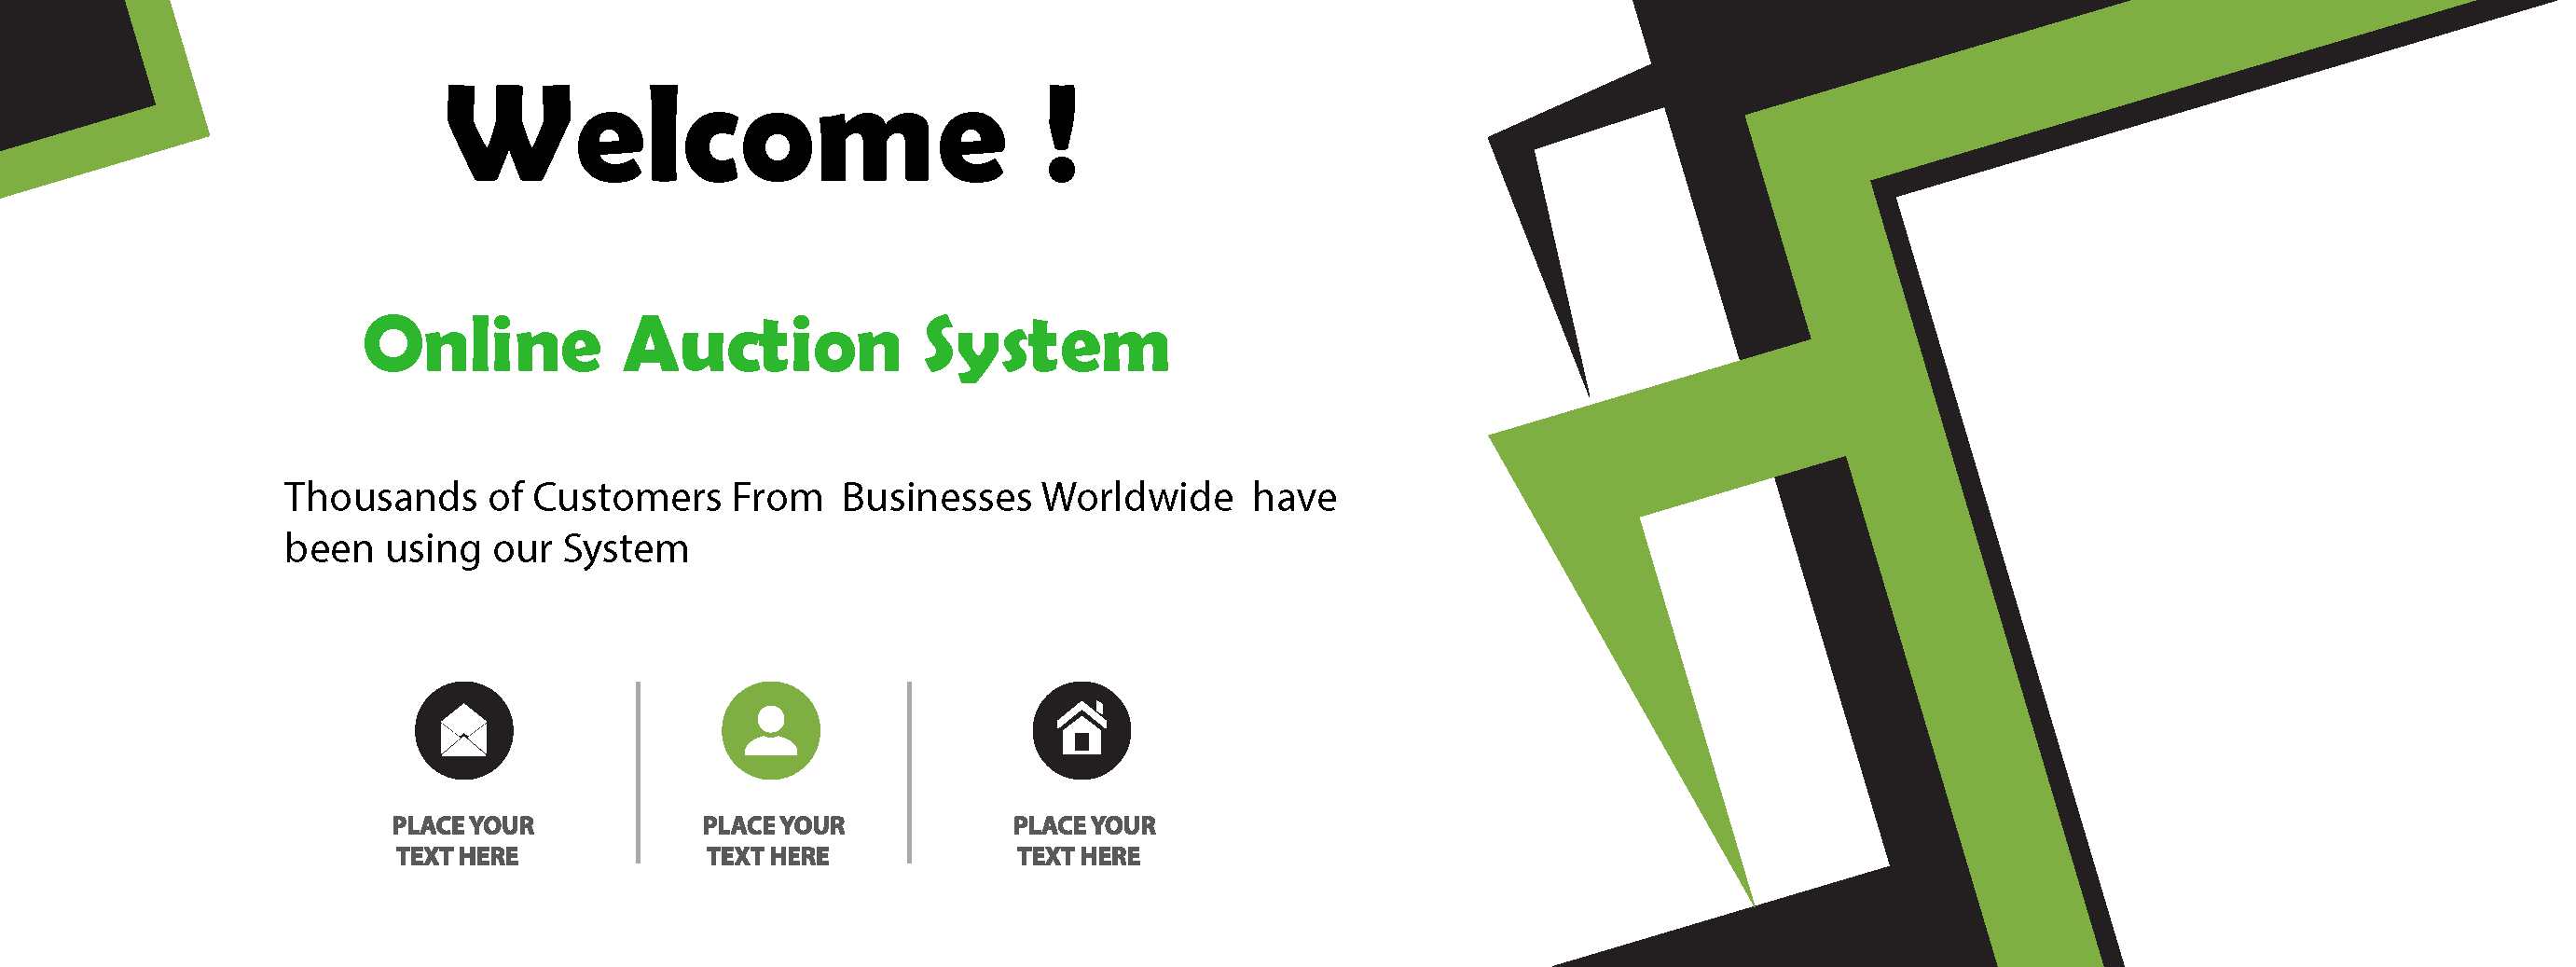 Welcome !
Online Auction System
Thousands of Customers From Businesses Worldwide have
been using our System
PLACE YOUR
TEXT HERE
PLACE YOUR
TEXT HERE
PLACE YOUR
TEXT HERE